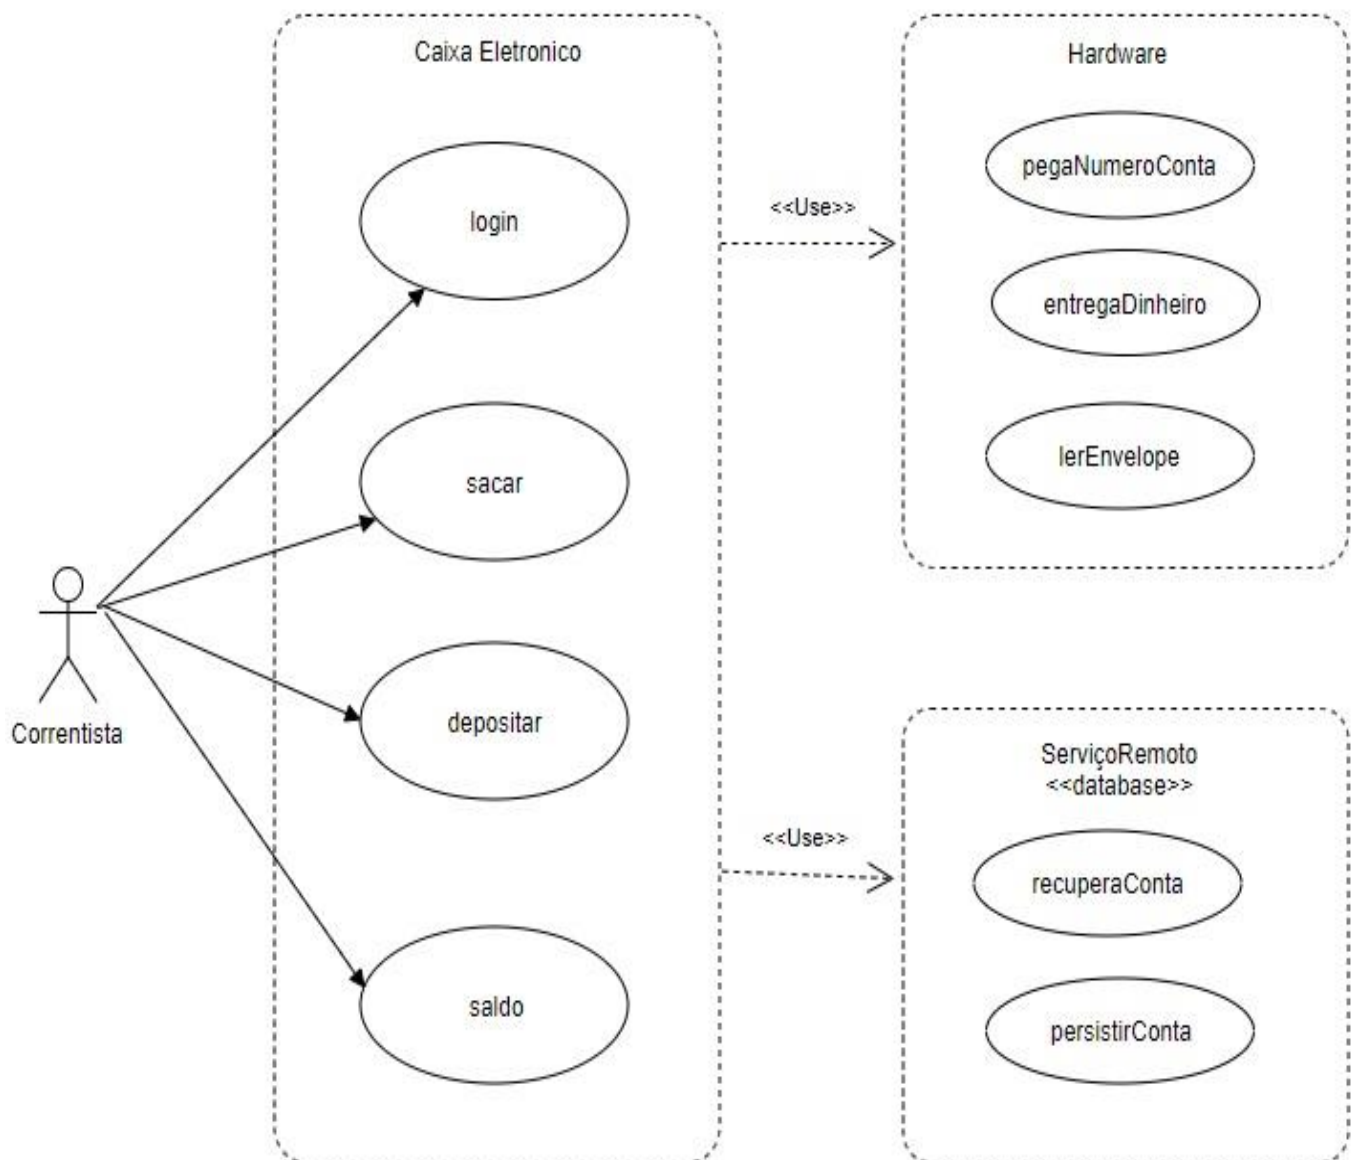 Caixa Eletronico
login
sacar
depositar
saldo
Correntista
<<Use>>
<<Use>>
Hardware
pegaNumeroConta
entregaDinheiro
lerEnvelope
ServiçoRemoto
<<database>>
recuperaConta
persistirConta